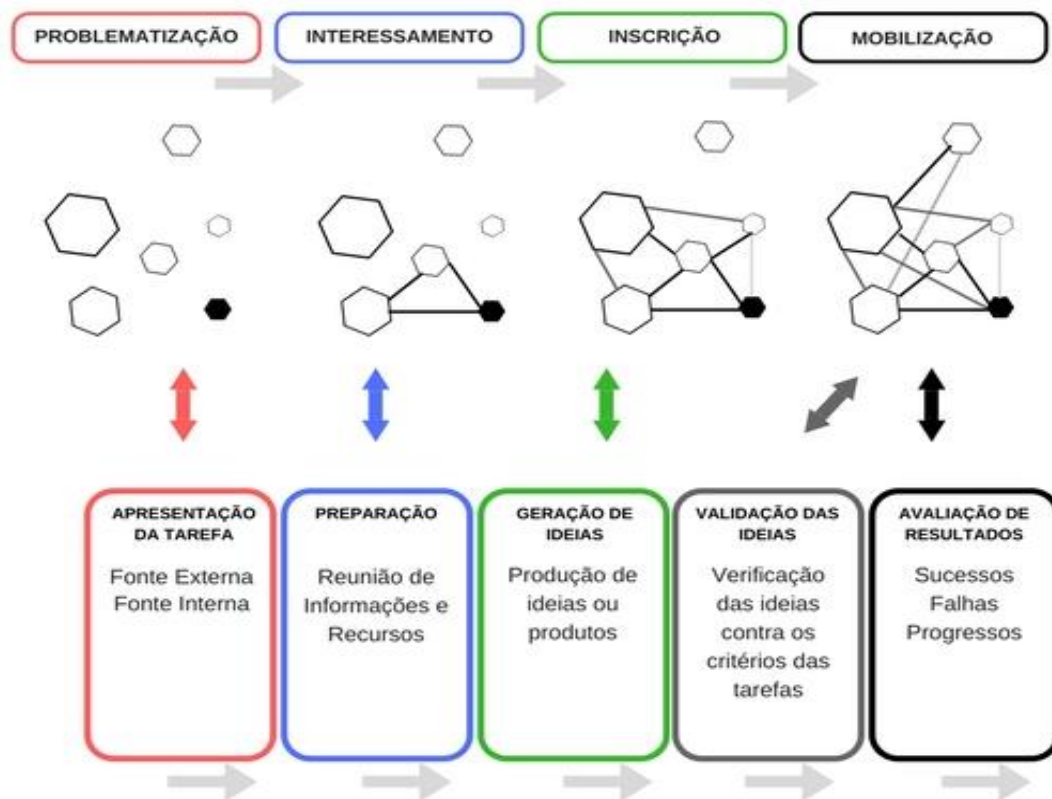 PROBLEMATIZAÇÃO
INTERESSAMENTO
INSCRIÇÃO
MOBILIZAÇÃO
APRESENTAÇÃO
DA TAREFA
Fonte Externa
Fonte Interna
PREPARAÇÃO
Reunião de
Informações e
Recursos
GERAÇÃO DE
IDEIAS
Produção de
ideias ou
produtos
VALIDAÇÃO DAS
IDEIAS
Verificação
das ideias
contra os
critérios das
tarefas
AVALIAÇÃO DE
RESULTADOS
Sucessos
Falhas
Progressos